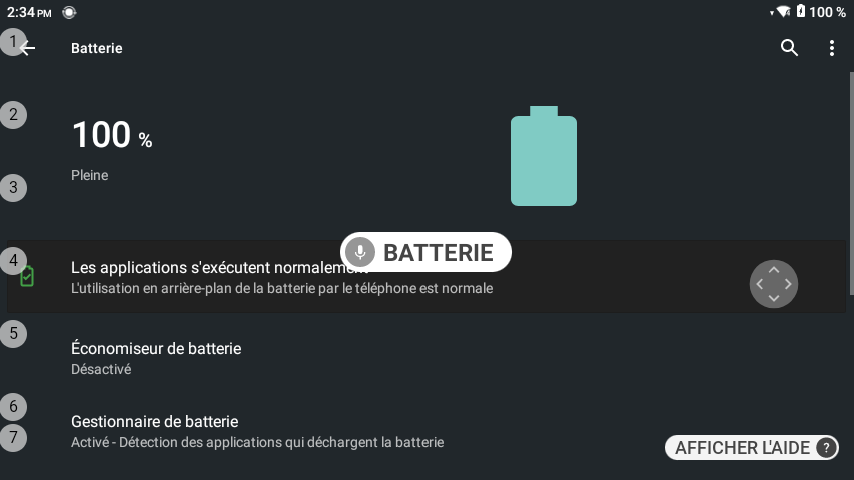 2:34 PM
100 %
1
Batterie
2
100 %
3
Pleine
BATTERIE
4
Les applications s'exécutent normalement
L'utilisation en arrière-plan de la batterie par le téléphone est normale
5
Économiseur de batterie
Désactivé
6
Gestionnaire de batterie
7
Activé - Détection des applications qui déchargent la batterie
AFFICHER L'AIDE ?